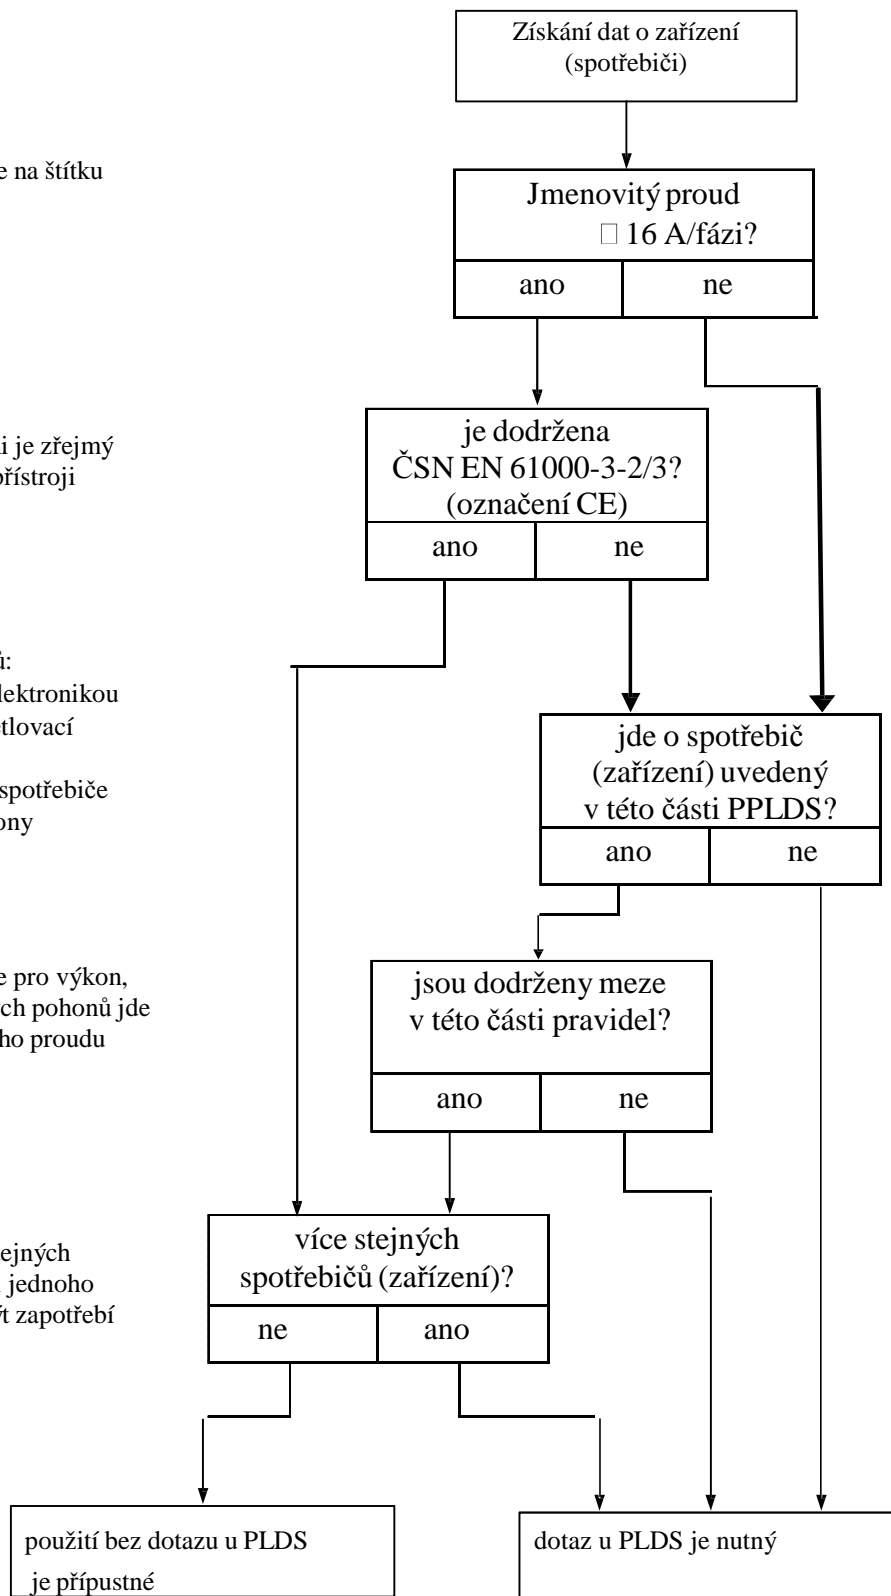 Získání dat o zařízení
(spotřebiči)
e na štítku
Jmenovitý proud
□ 16 A/fázi?
ano
ne
i je zřejmý
přístroji
je dodržena
ČSN EN 61000-3-2/3?
(označení CE)
ano
ne
ů:
lektronikou
etlovací
spotřebiče
ony
jde o spotřebič
(zařízení) uvedený
v této části PPLDS?
ano
ne
e pro výkon,
ých pohonů jde
ho proudu
jsou dodrženy meze
v této části pravidel?
ano
ne
ejných
jednoho
ýt zapotřebí
více stejných
spotřebičů (zařízení)?
ne
ano
použití bez dotazu u PLDS
je přípustné
dotaz u PLDS je nutný